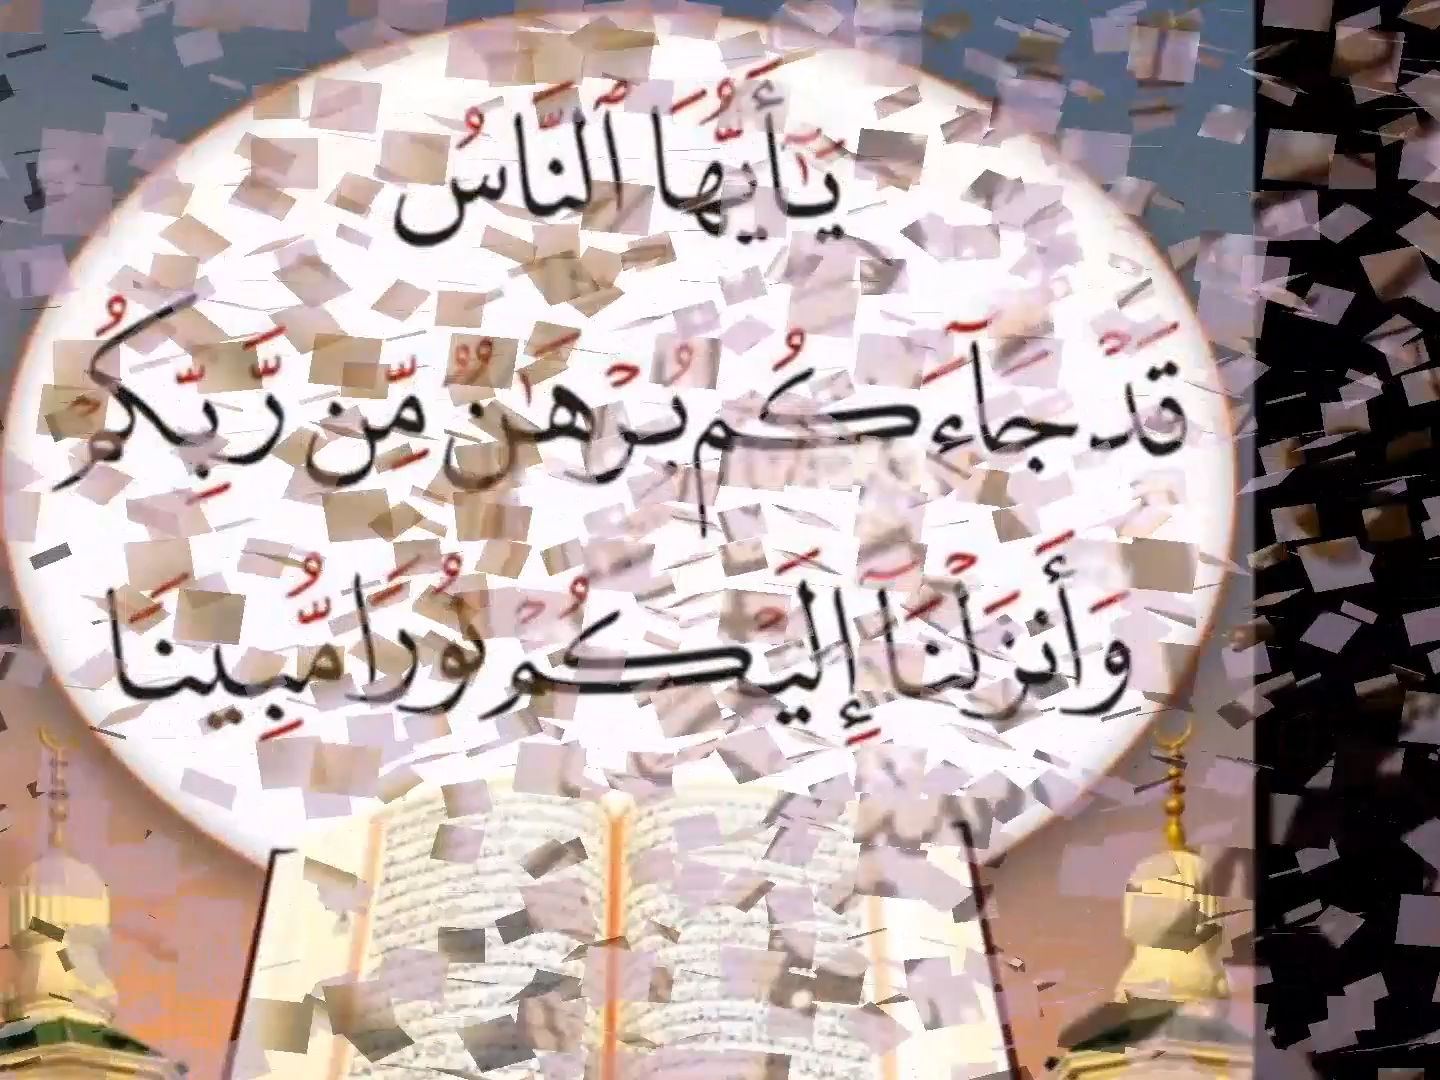 يَـٰٓأَيُّهَا ٱلنَّاسُ
قَدْ جَآءَكُم بُرْهَـٰنٌ مِّن رَّبِّكُمْ
وَأَنزَلْنَآ إِلَيْكُمْ نُورًا مُّبِينًا